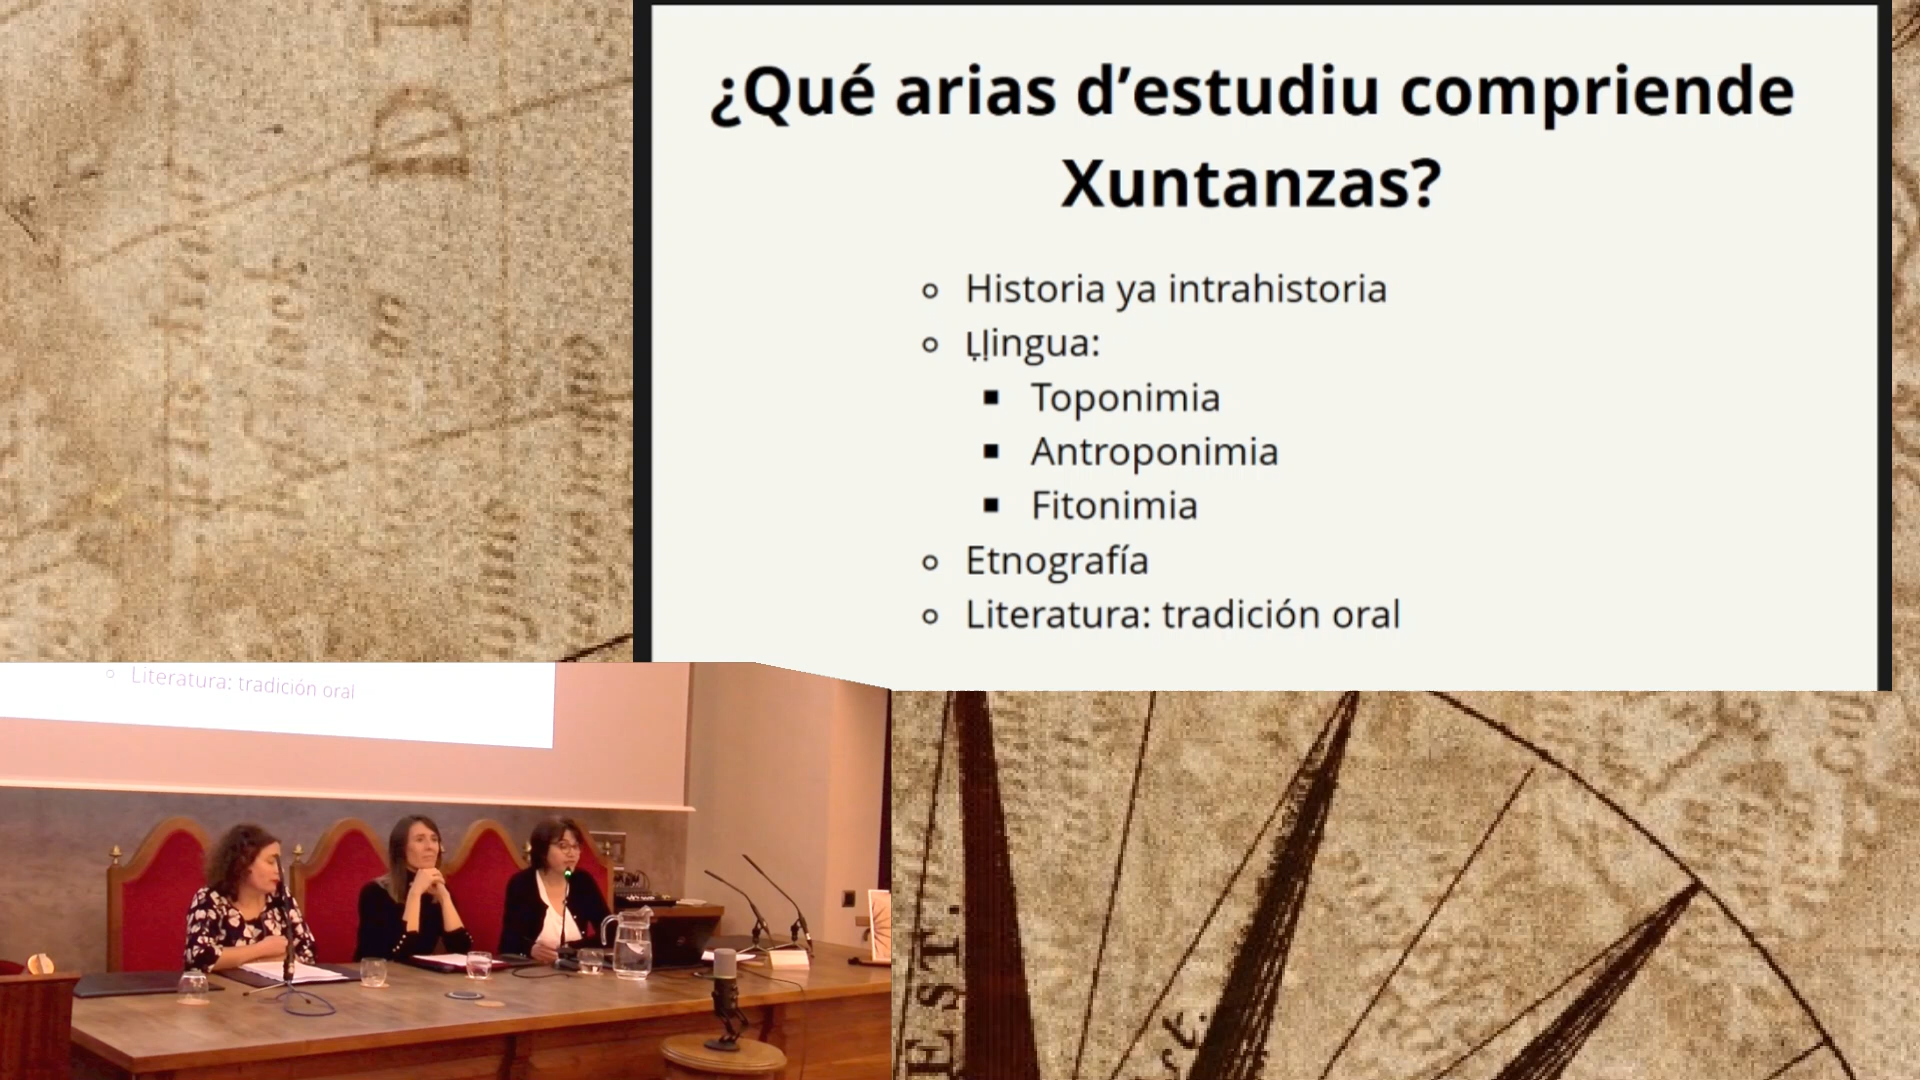 ¿Qué arias d’estudiu compriende
Xuntanzas?
Historia ya intrahistoria
Ḷḷingua:
Toponimia
Antroponimia
Fitonimia
Etnografía
Literatura: tradición oral
Literatura: tradición oral
EST.